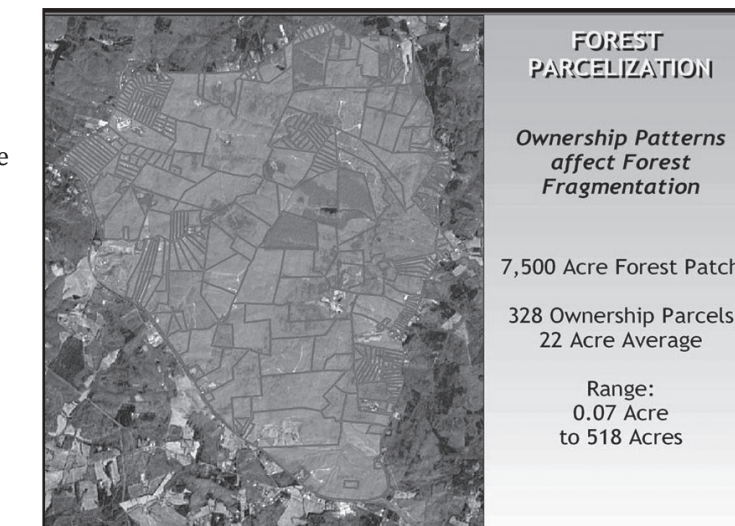 e
FOREST
PARCELIZATION
Ownership Patterns
affect Forest
Fragmentation
7,500 Acre Forest Patch
328 Ownership Parcels
22 Acre Average
Range:
0.07 Acre
to 518 Acres